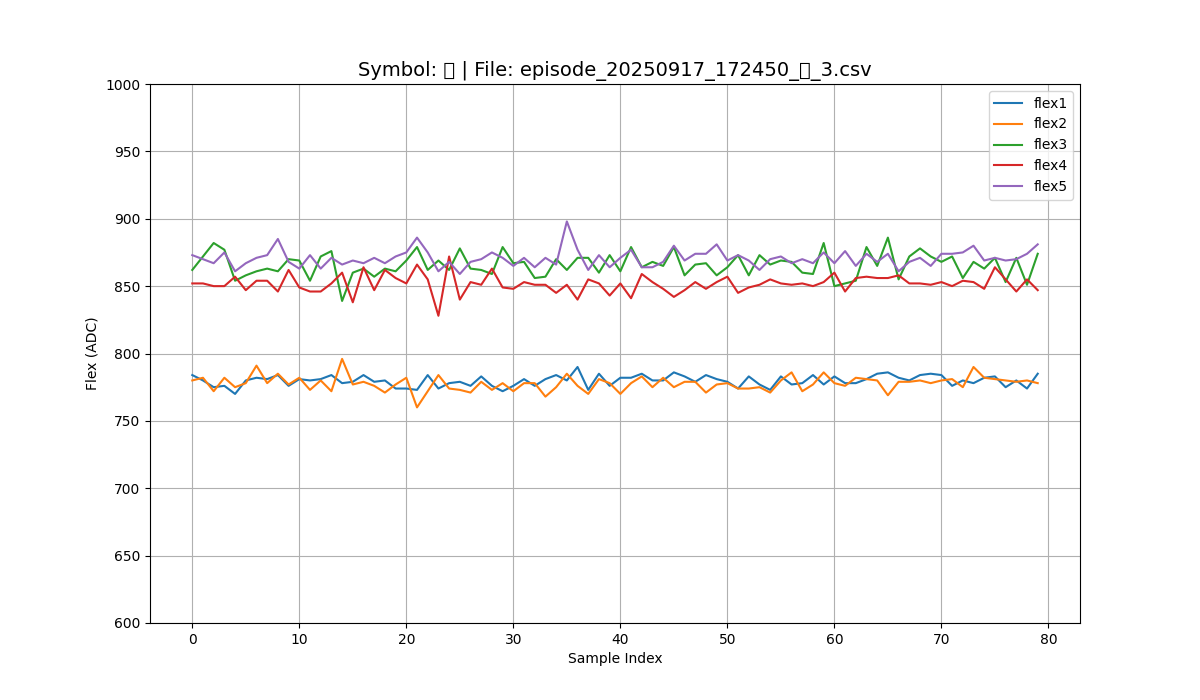 Symbol: | File: episode_20250917_172450_ _3.csv
1000
950
900
850
800
750
700
650
600
Flex (ADC)
0 10 20 30 40 50 60 70 80
Sample Index
flex1
flex2
flex3
flex4
flex5